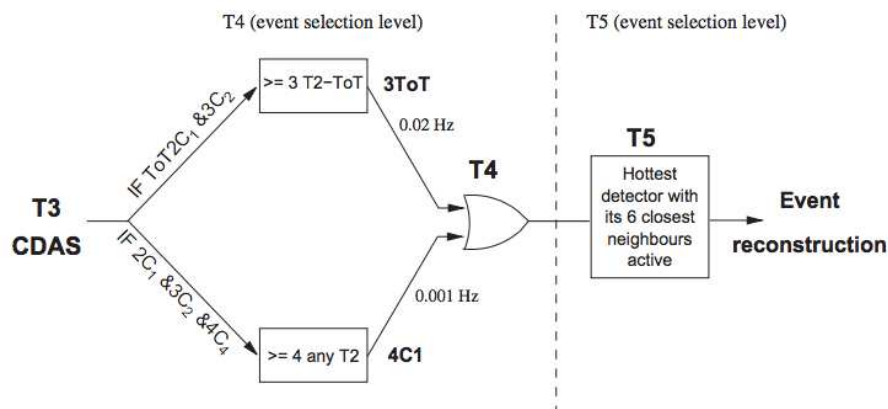 T4 (event selection level)
T5 (event selection level)
IF ToT2C₁ &3C₂
>= 3 T2−ToT
3ToT
0.02 Hz
T3
CDAS
T4
T5
Hottest
detector with
its 6 closest
neighbours
active
Event
reconstruction
IF 2C₁ &3C₂ &4C₄
>= 4 any T2
4C1
0.001 Hz